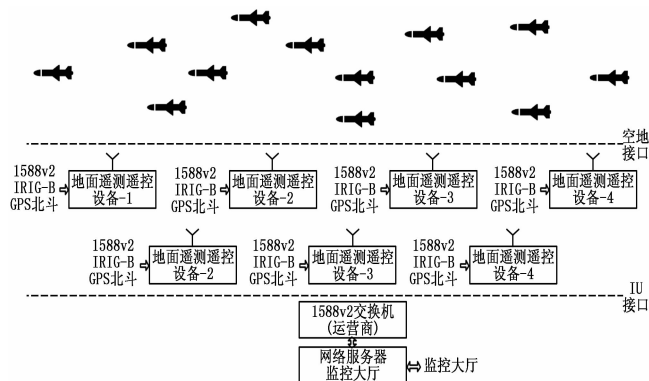 空地
接口
1588v2
IRIG-B
GPS北斗
地面遥测遥控
设备-1
1588v2
IRIG-B
GPS北斗
地面遥测遥控
设备-2
1588v2
IRIG-B
GPS北斗
地面遥测遥控
设备-3
1588v2
IRIG-B
GPS北斗
地面遥测遥控
设备-4
1588v2
IRIG-B
GPS北斗
地面遥测遥控
设备-2
1588v2
IRIG-B
GPS北斗
地面遥测遥控
设备-3
1588v2
IRIG-B
GPS北斗
地面遥测遥控
设备-4
IU
接口
1588v2交换机
(运营商)
网络服务器
监控大厅
监控大厅